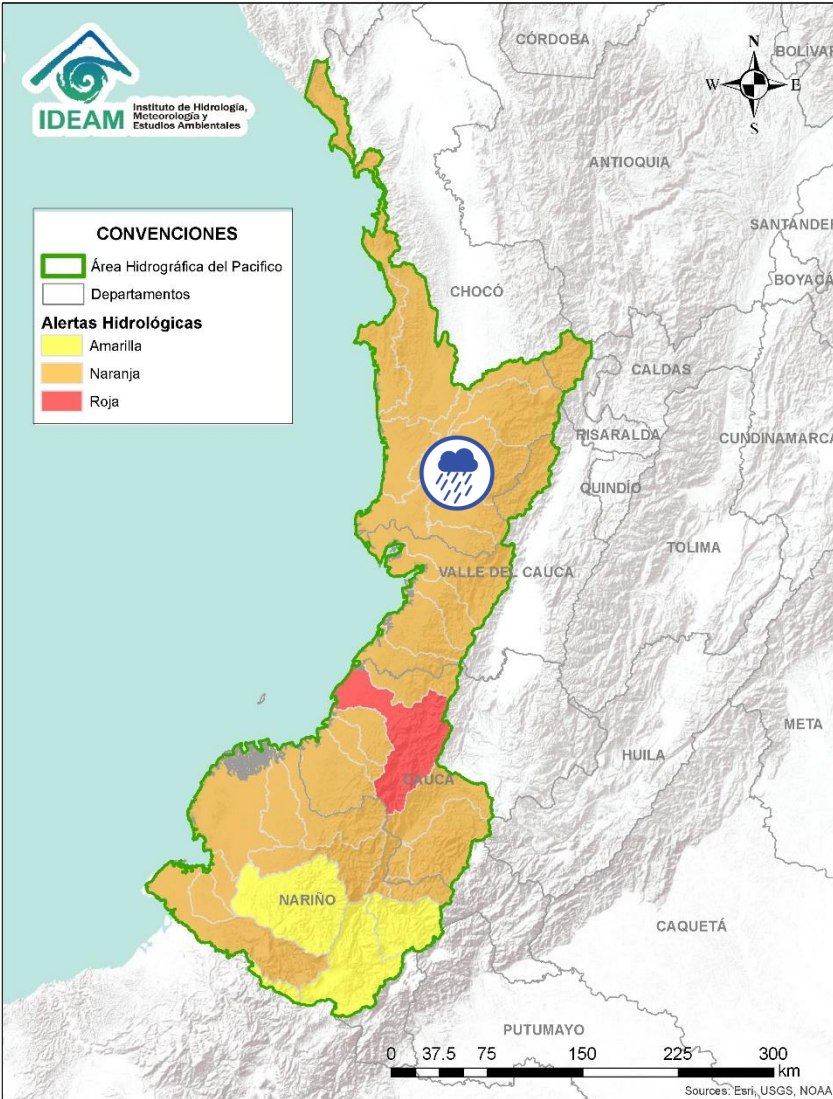 IDEAM
Instituto de Hidrología,
Meteorología y
Estudios Ambientales
CÓRDOBA
BOLÍVAR
N
W
E
S
ANTIOQUIA
SANTANDER
BOYACÁ
CONVENCIONES
Área Hidrográfica del Pacifico
Departamentos
Alertas Hidrológicas
Amarilla
Naranja
Roja
CHOCÓ
CALDAS
RISARALDA
CUNDINAMARCA
QUINDÍO
TOLIMA
VALLE DEL CAUCA
META
HUILA
CAUCA
NARIÑO
CAQUETÁ
PUTUMAYO
0 37.5 75 150 225 300
km
Sources: Esri, USGS, NOAA